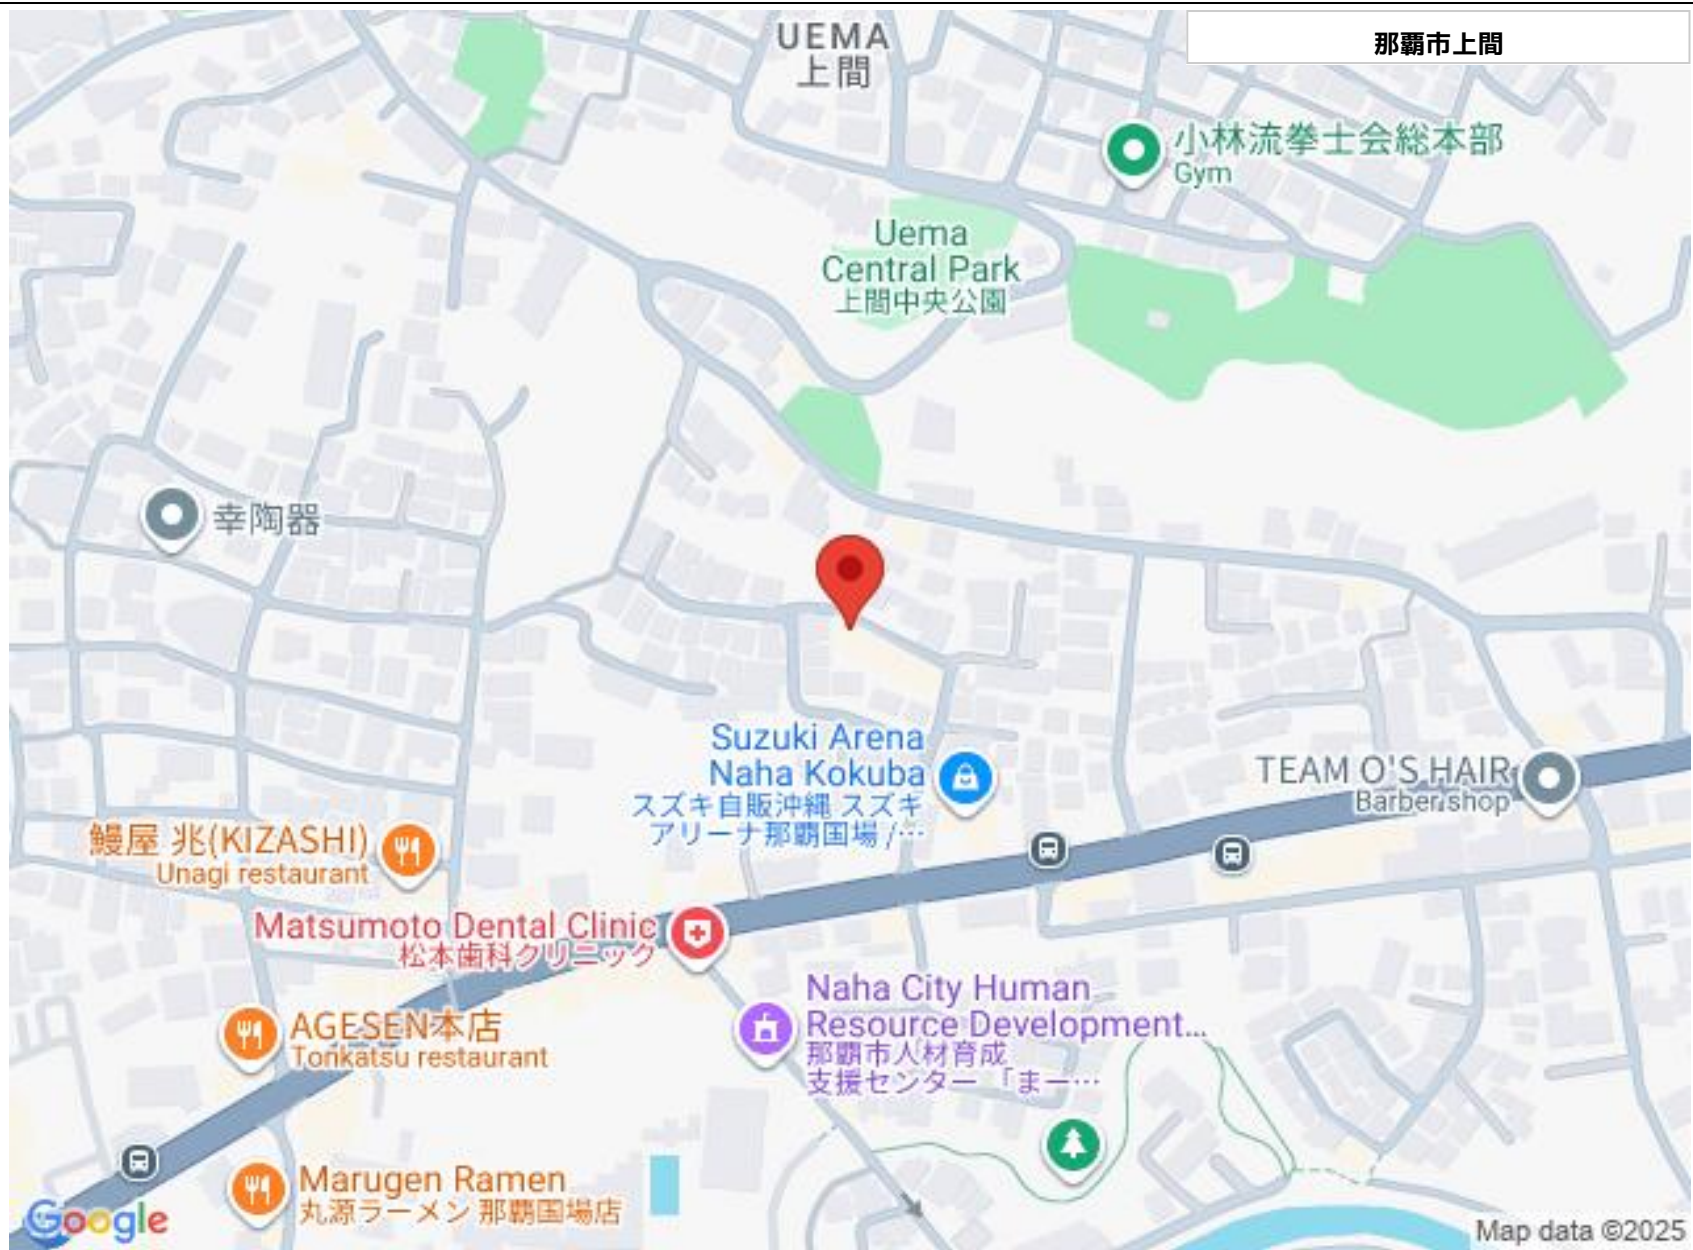 那覇市上間
UEMA
上間
小林流拳士会総本部
Gym
Uema
Central Park
上間中央公園
幸陶器
Suzuki Arena
Naha Kokuba
スズキ自販沖縄 スズキ
アリーナ那覇国場 /…
TEAM O'S HAIR
Barber shop
鰻屋 兆(KIZASHI)
Unagi restaurant
Matsumoto Dental Clinic
松本歯科クリニック
Naha City Human
Resource Development...
那覇市人材育成
支援センター 「まー…
AGESEN本店
Tonkatsu restaurant
Marugen Ramen
丸源ラーメン 那覇国場店
Google
Map data ©2025